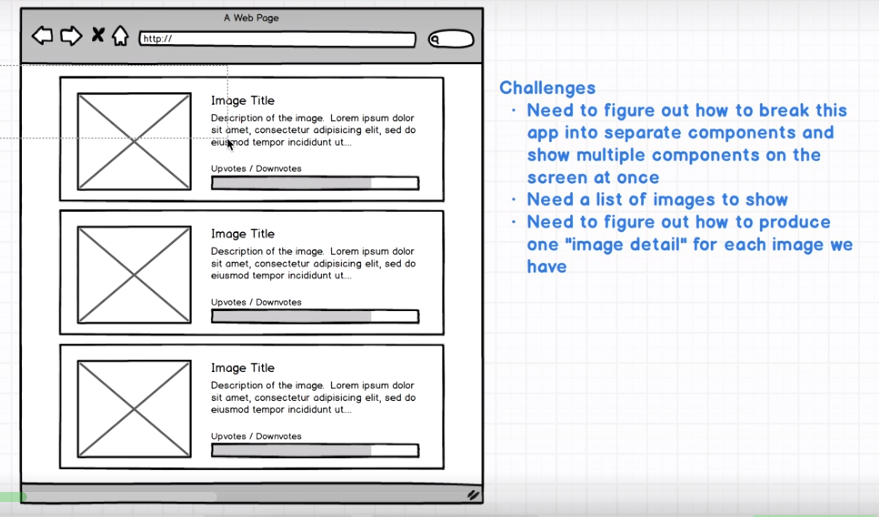 A Web Page
http://
Image Title
Description of the image. Lorem ipsum dolor
sit amet, consectetur adipisicing elit, sed do
eiusmod tempor incididunt ut...
Upvotes / Downvotes
Image Title
Description of the image. Lorem ipsum dolor
sit amet, consectetur adipisicing elit, sed do
eiusmod tempor incididunt ut...
Upvotes / Downvotes
Image Title
Description of the image. Lorem ipsum dolor
sit amet, consectetur adipisicing elit, sed do
eiusmod tempor incididunt ut...
Upvotes / Downvotes
Challenges
· Need to figure out how to break this
app into separate components and
show multiple components on the
screen at once
· Need a list of images to show
· Need to figure out how to produce
one "image detail" for each image we
have